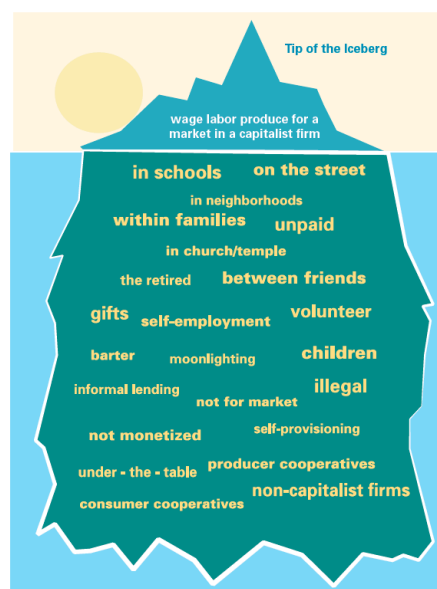 Tip of the Iceberg
wage labor produce for a
market in a capitalist firm
in schools
on the street
in neighborhoods
within families
unpaid
in church/temple
the retired
between friends
gifts
self-employment
volunteer
barter
moonlighting
children
informal lending
not for market
illegal
not monetized
self-provisioning
under - the - table
producer cooperatives
consumer cooperatives
non-capitalist firms